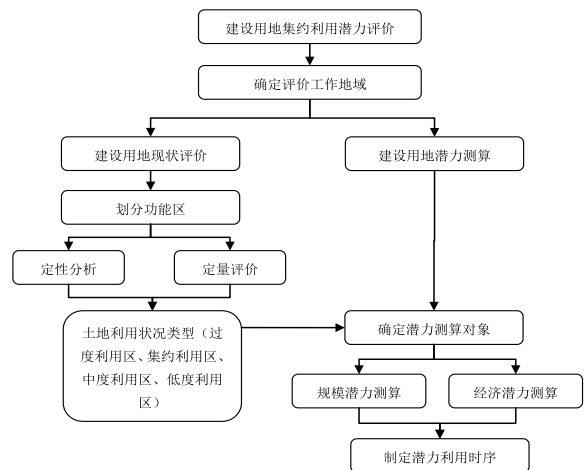 建设用地集约利用潜力评价
确定评价工作地域
建设用地现状评价
建设用地潜力测算
划分功能区
定性分析
定量评价
土地利用状况类型（过
度利用区、集约利用区、
中度利用区、低度利用
区）
确定潜力测算对象
规模潜力测算
经济潜力测算
制定潜力利用时序